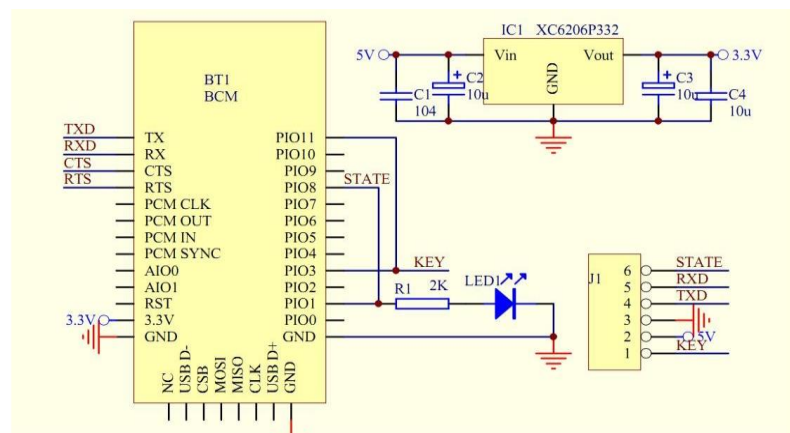 IC1 XC6206P332
5V Vin Vout 3.3V
GND
C1
104
C2
10u
C3
10u
C4
10u
BT1
BCM
TXD TX PIO11
RXD RX PIO10
CTS CTS PIO9
RTS RTS PIO8 STATE
PCM CLK PIO7
PCM OUT PIO6
PCM IN PIO5
PCM SYNC PIO4
AIO0 PIO3 KEY
AIO1 PIO2
RST PIO1
3.3V 3.3V PIO0
GND GND
R1 2K LED1
NC
USB D-
CSB
MOSI
MISO
CLK
USB D+
GND
J1
6 STATE
5 RXD
4 TXD
3
2 5V
1 KEY